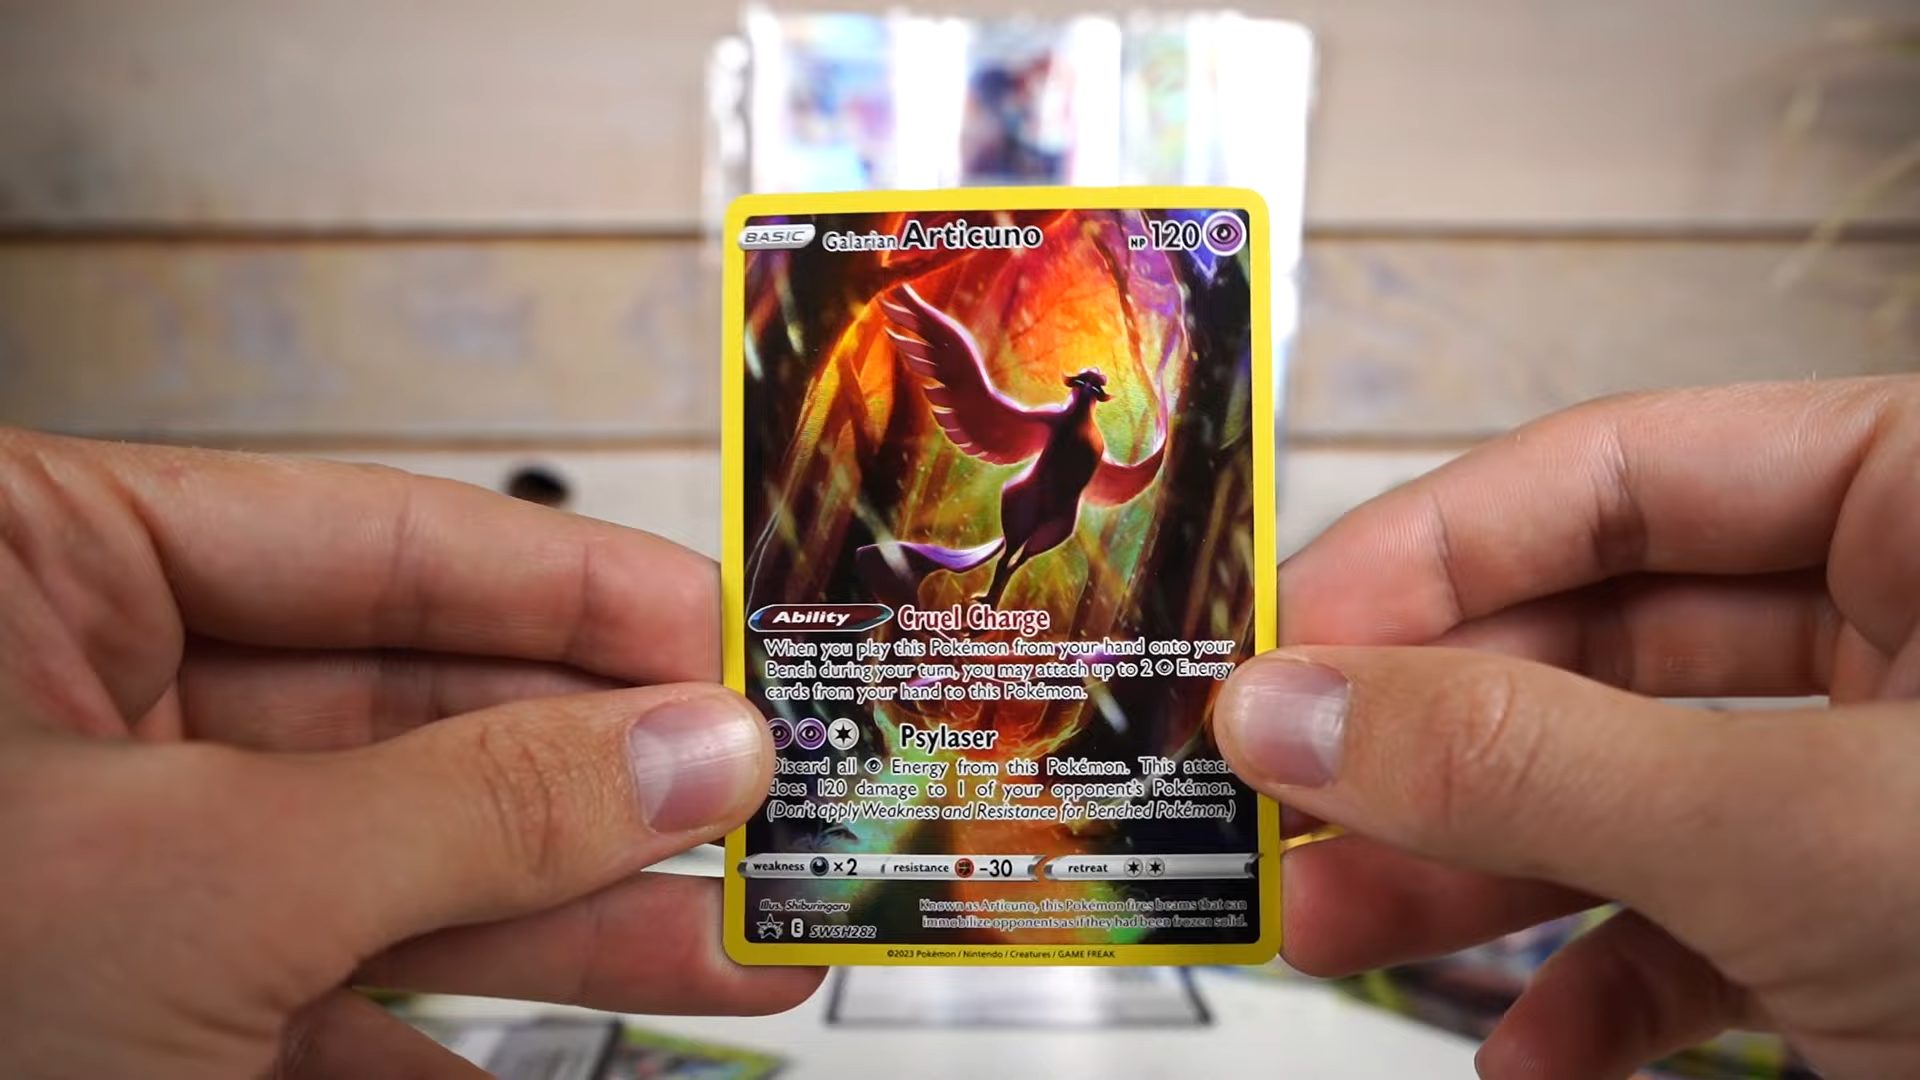 BASIC Galarian Articuno HP 120
Ability Cruel Charge
When you play this Pokémon from your hand onto your
Bench during your turn, you may attach up to 2 Energy
cards from your hand to this Pokémon.
Psylaser
Discard all Energy from this Pokémon. This attack
does 120 damage to 1 of your opponent's Pokémon.
(Don't apply Weakness and Resistance for Benched Pokémon.)
weakness ×2 resistance -30 retreat
Illus. Shiburingaru
Known as Articuno, this Pokémon fires beams that can
immobilize opponents as if they had been frozen solid.
E SWSH282
©2023 Pokémon / Nintendo / Creatures / GAME FREAK